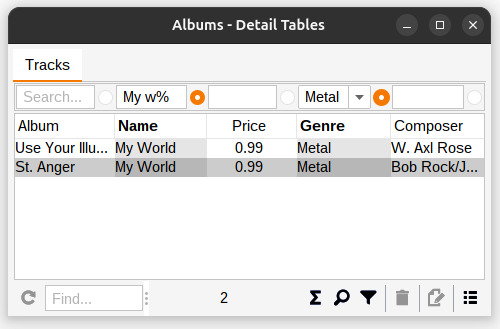 Albums - Detail Tables
Tracks
Search... My w% Metal
Album Name Price Genre Composer
Use Your Illu... My World 0.99 Metal W. Axl Rose
St. Anger My World 0.99 Metal Bob Rock/J...
Find... 2 Σ